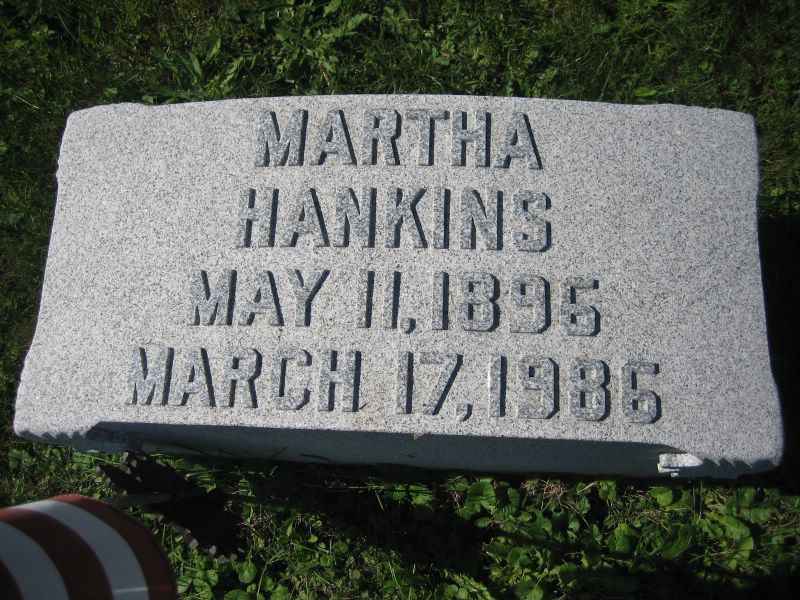 MARTHA
HANKINS
MAY 11, 1896
MARCH 17, 1986